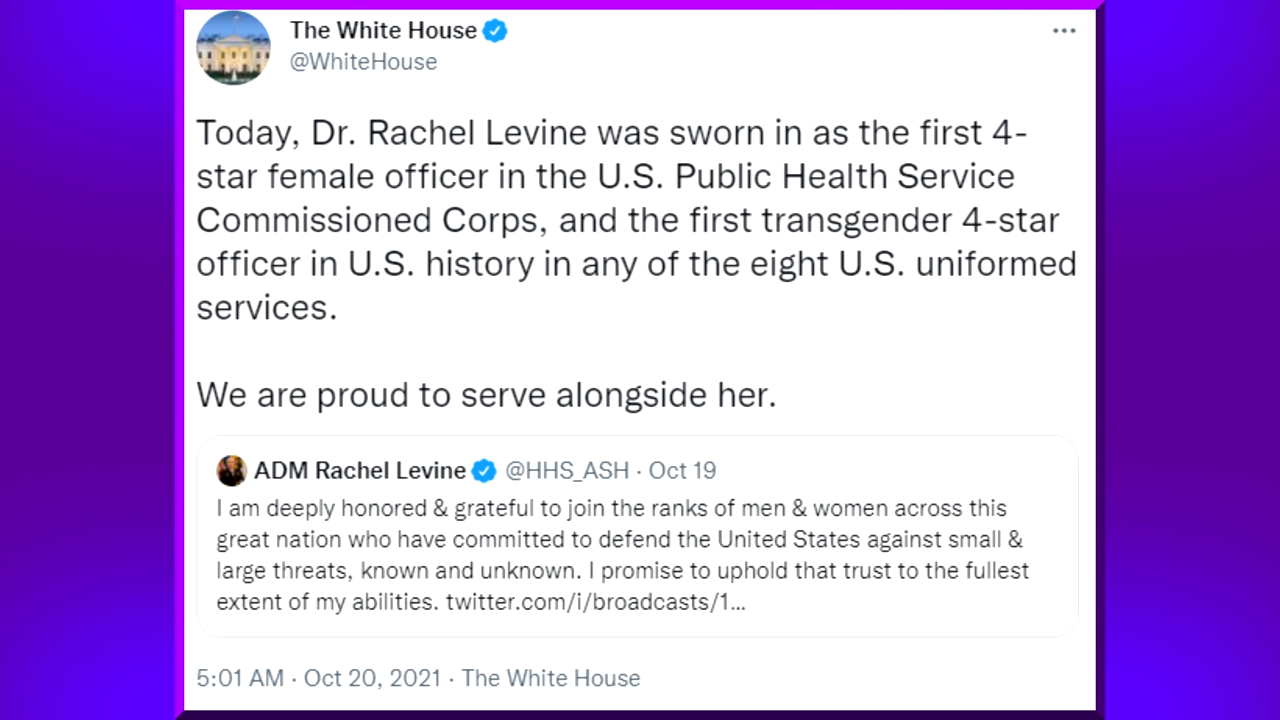 The White House
@WhiteHouse
Today, Dr. Rachel Levine was sworn in as the first 4-
star female officer in the U.S. Public Health Service
Commissioned Corps, and the first transgender 4-star
officer in U.S. history in any of the eight U.S. uniformed
services.
We are proud to serve alongside her.
ADM Rachel Levine @HHS_ASH · Oct 19
I am deeply honored & grateful to join the ranks of men & women across this
great nation who have committed to defend the United States against small &
large threats, known and unknown. I promise to uphold that trust to the fullest
extent of my abilities. twitter.com/i/broadcasts/1...
5:01 AM · Oct 20, 2021 · The White House